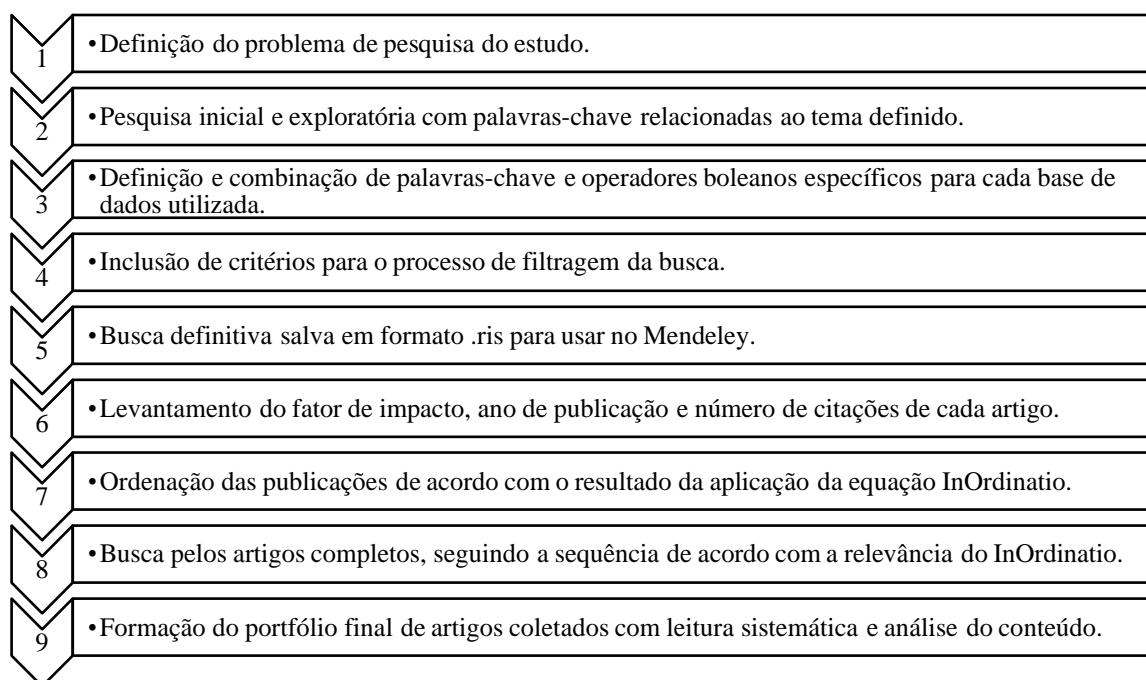 1
•Definição do problema de pesquisa do estudo.
2
•Pesquisa inicial e exploratória com palavras-chave relacionadas ao tema definido.
3
•Definição e combinação de palavras-chave e operadores boleanos específicos para cada base de
dados utilizada.
4
•Inclusão de critérios para o processo de filtragem da busca.
5
•Busca definitiva salva em formato .ris para usar no Mendeley.
6
•Levantamento do fator de impacto, ano de publicação e número de citações de cada artigo.
7
•Ordenação das publicações de acordo com o resultado da aplicação da equação InOrdinatio.
8
•Busca pelos artigos completos, seguindo a sequência de acordo com a relevância do InOrdinatio.
9
•Formação do portfólio final de artigos coletados com leitura sistemática e análise do conteúdo.